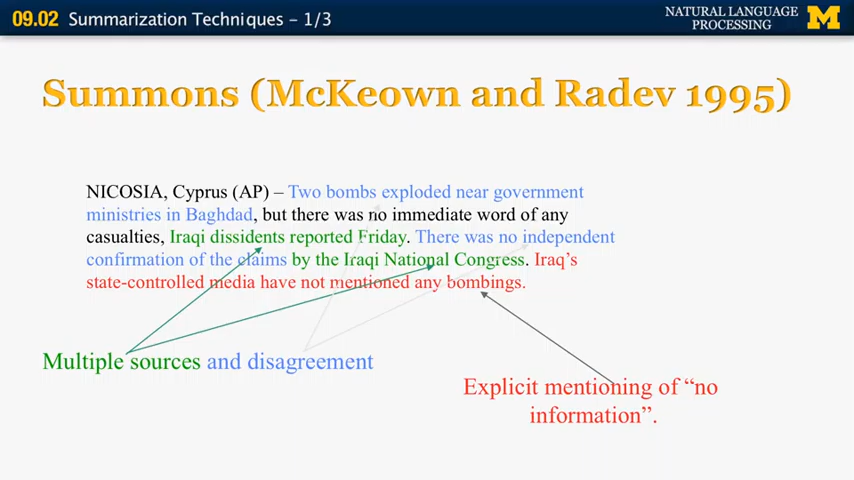 09.02 Summarization Techniques – 1/3
NATURAL LANGUAGE
PROCESSING
M
Summons (McKeown and Radev 1995)
NICOSIA, Cyprus (AP) – Two bombs exploded near government
ministries in Baghdad, but there was no immediate word of any
casualties, Iraqi dissidents reported Friday. There was no independent
confirmation of the claims by the Iraqi National Congress. Iraq's
state-controlled media have not mentioned any bombings.
Multiple sources and disagreement
Explicit mentioning of “no
information”.